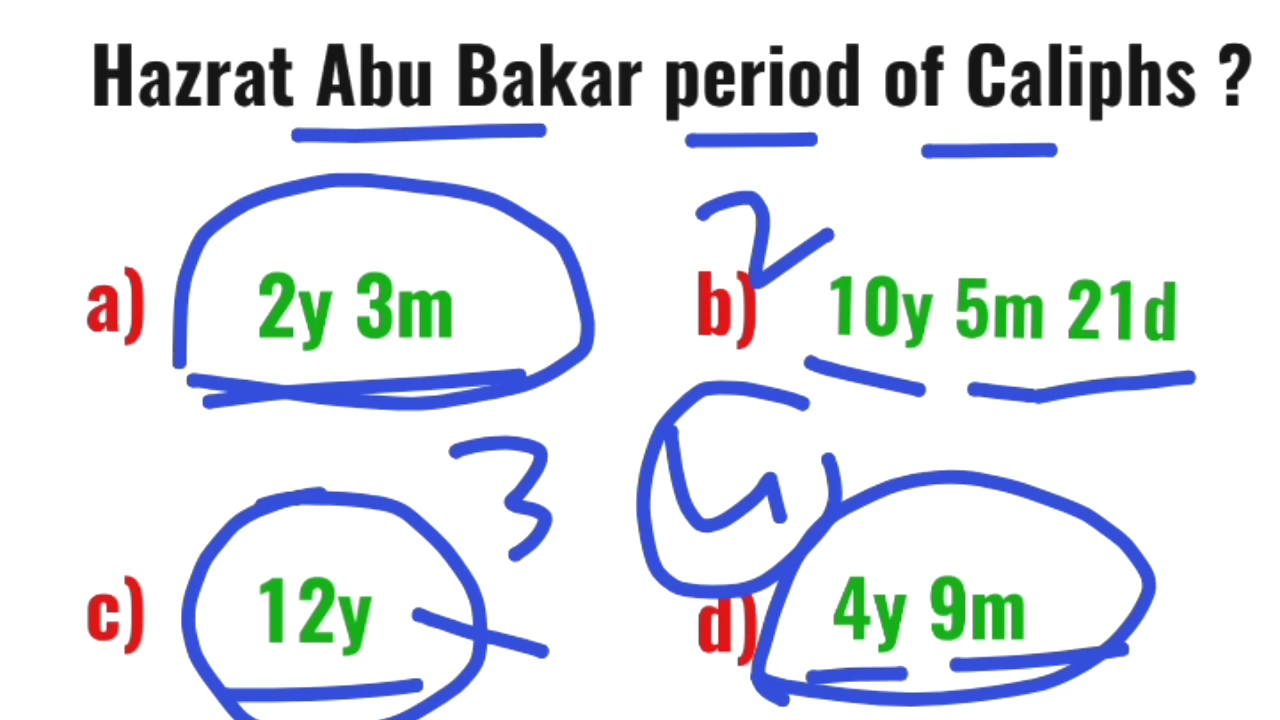 Hazrat Abu Bakar period of Caliphs ?
a) 2y 3m
2
b) 10y 5m 21d
3
4
c) 12y
d) 4y 9m